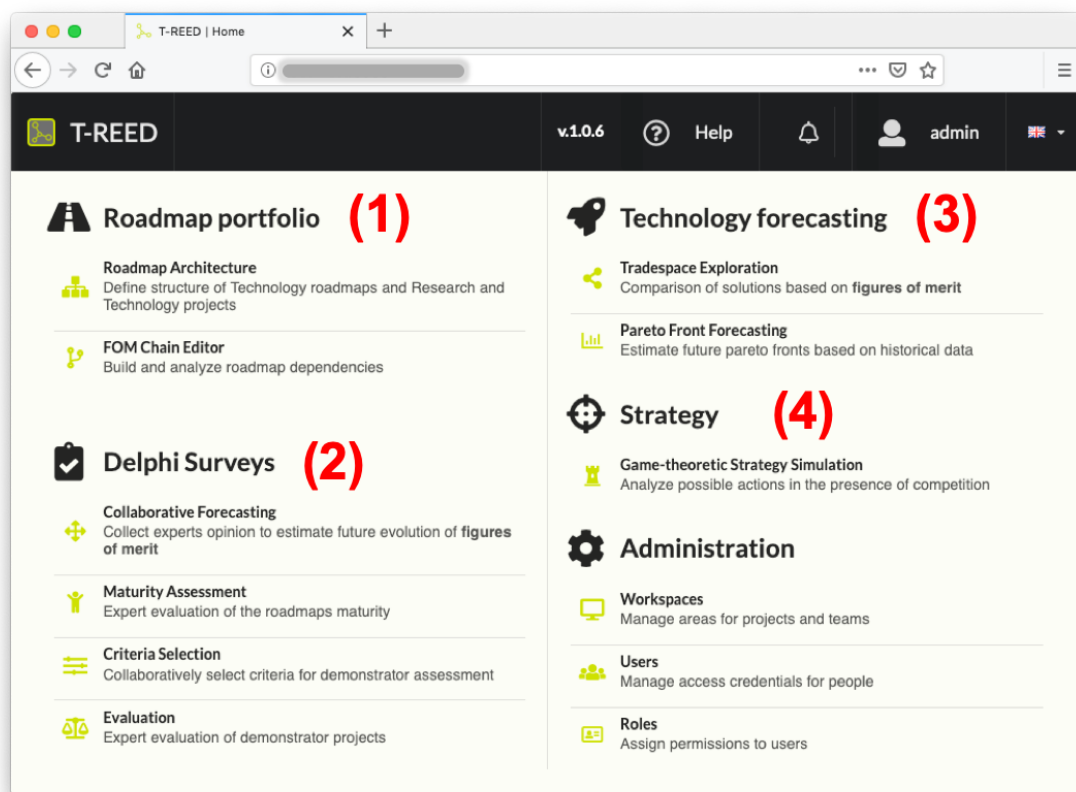 T-REED | Home
T-REED
v.1.0.6
Help
admin
Roadmap portfolio (1)
Roadmap Architecture
Define structure of Technology roadmaps and Research and
Technology projects
FOM Chain Editor
Build and analyze roadmap dependencies
Delphi Surveys (2)
Collaborative Forecasting
Collect experts opinion to estimate future evolution of figures
of merit
Maturity Assessment
Expert evaluation of the roadmaps maturity
Criteria Selection
Collaboratively select criteria for demonstrator assessment
Evaluation
Expert evaluation of demonstrator projects
Technology forecasting (3)
Tradespace Exploration
Comparison of solutions based on figures of merit
Pareto Front Forecasting
Estimate future pareto fronts based on historical data
Strategy (4)
Game-theoretic Strategy Simulation
Analyze possible actions in the presence of competition
Administration
Workspaces
Manage areas for projects and teams
Users
Manage access credentials for people
Roles
Assign permissions to users